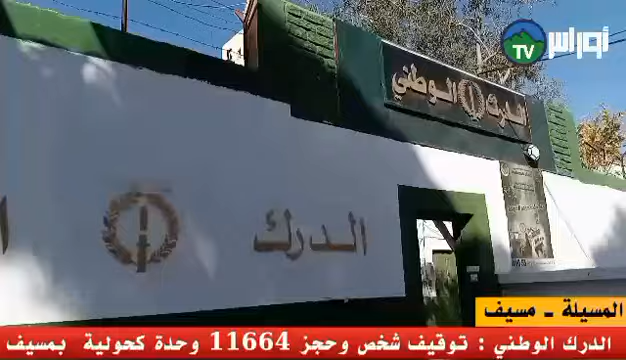 أوراس
TV
الدرك الوطني
الدرك
المسيلة - مسيف
الدرك الوطني : توقيف شخص وحجز 11664 وحدة كحولية بمسيف